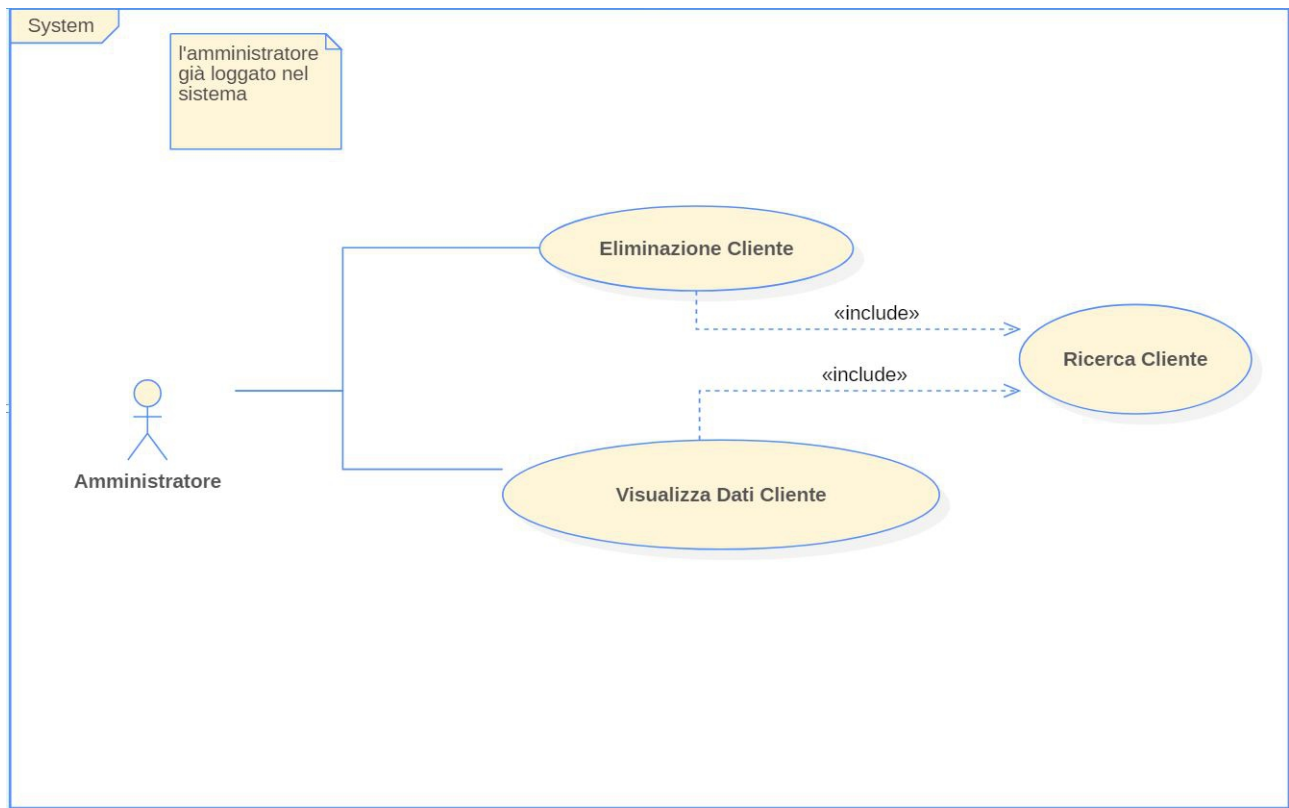 System
l'amministratore
già loggato nel
sistema
Eliminazione Cliente
«include»
Ricerca Cliente
«include»
Amministratore
Visualizza Dati Cliente